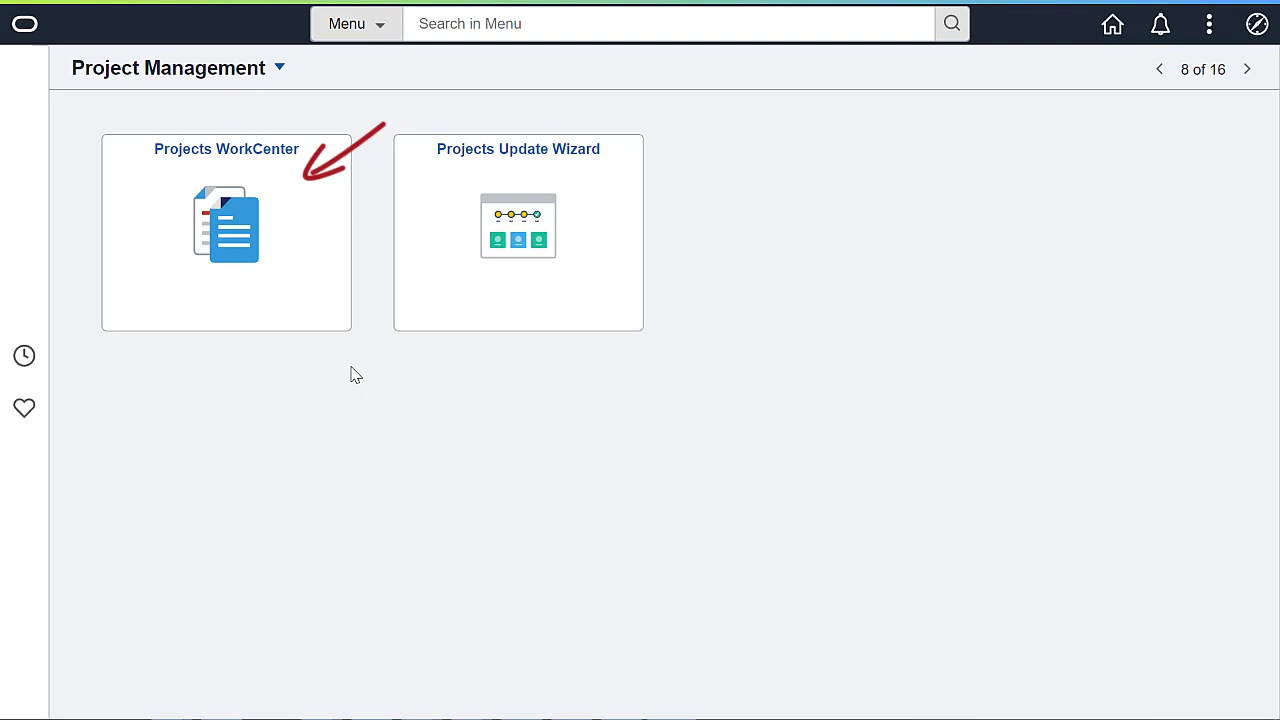 Menu
Search in Menu
Project Management
8 of 16
Projects WorkCenter
Projects Update Wizard